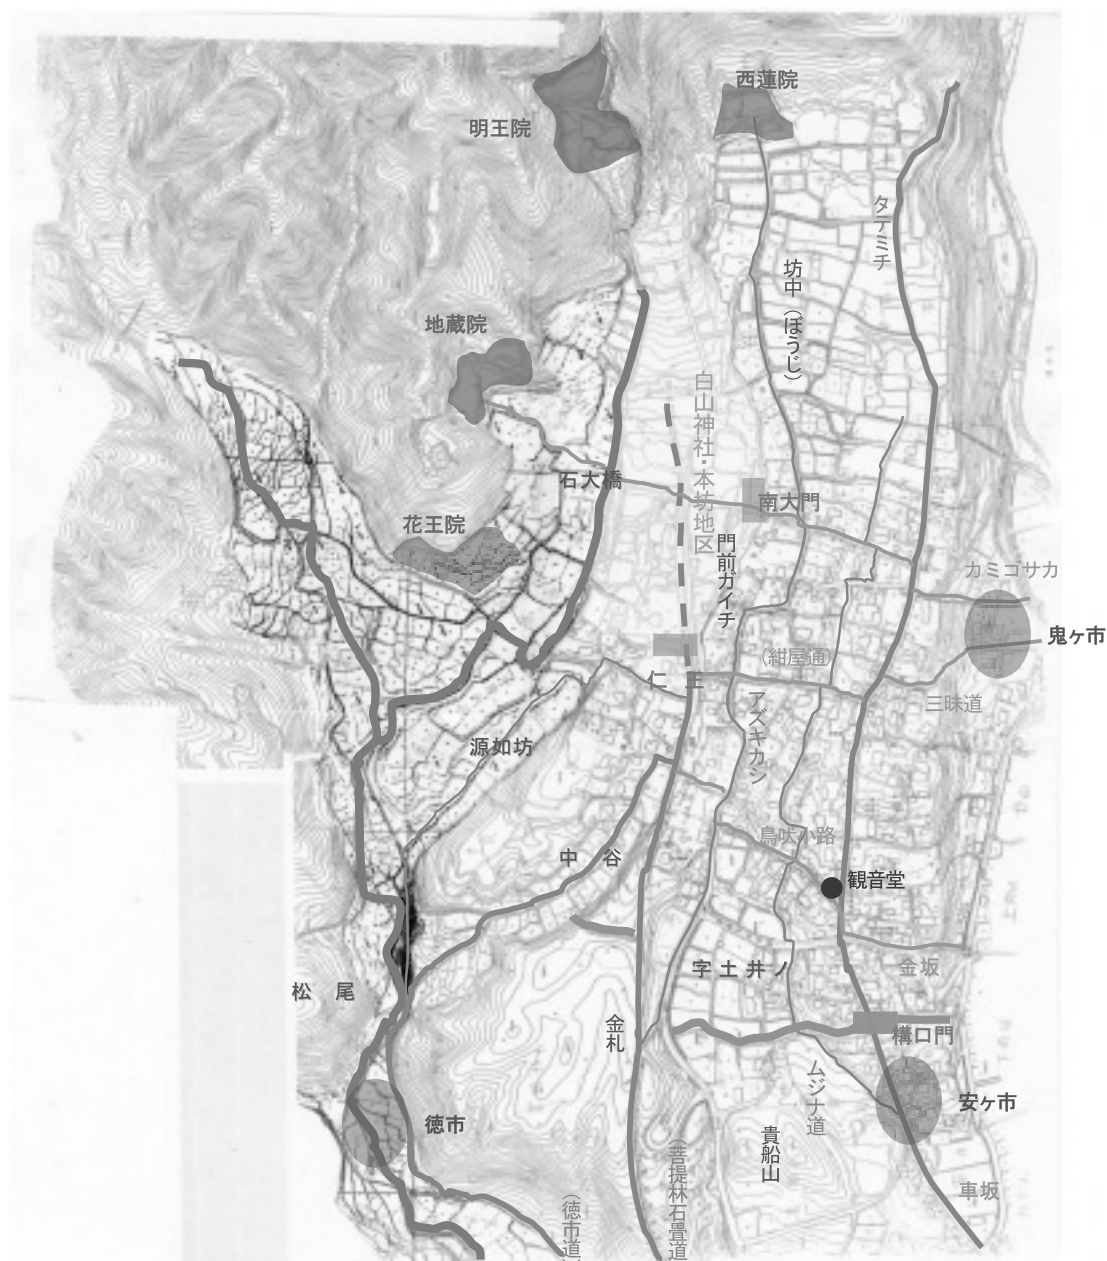 西蓮院
明王院
タテミチ
坊中（ぼうじ）
地蔵院
白山神社・本坊地区
石大橋
南大門
花王院
門前ガイチ
カミゴサカ
鬼ヶ市
（紺屋通）
仁 王
三昧道
アズキカシ
源如坊
鳥吠小路
中 谷
観音堂
字土井ノ
金坂
松 尾
金札
構口門
ムジナ道
安ヶ市
徳市
貴船山
（菩提林石畳道
車坂
（徳市道）